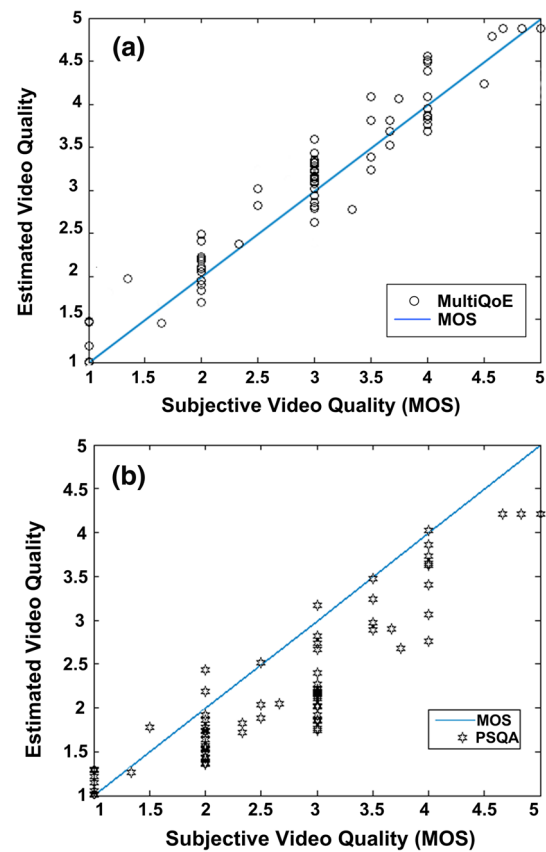 (a)
Estimated Video Quality
5
4.5
4
3.5
3
2.5
2
1.5
1
1 1.5 2 2.5 3 3.5 4 4.5 5
Subjective Video Quality (MOS)
MultiQoE
MOS
(b)
Estimated Video Quality
5
4.5
4
3.5
3
2.5
2
1.5
1
1 1.5 2 2.5 3 3.5 4 4.5 5
Subjective Video Quality (MOS)
MOS
PSQA